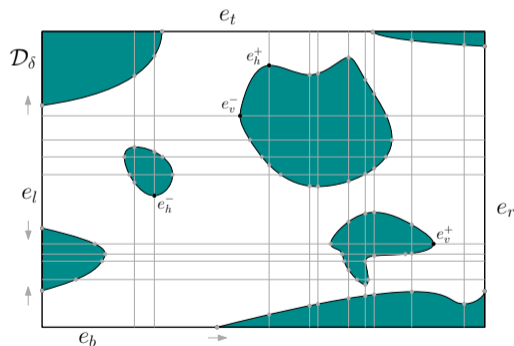 e_t
𝒟_δ
e_h^+
e_v^-
e_l
e_h^-
e_r
e_v^+
e_b